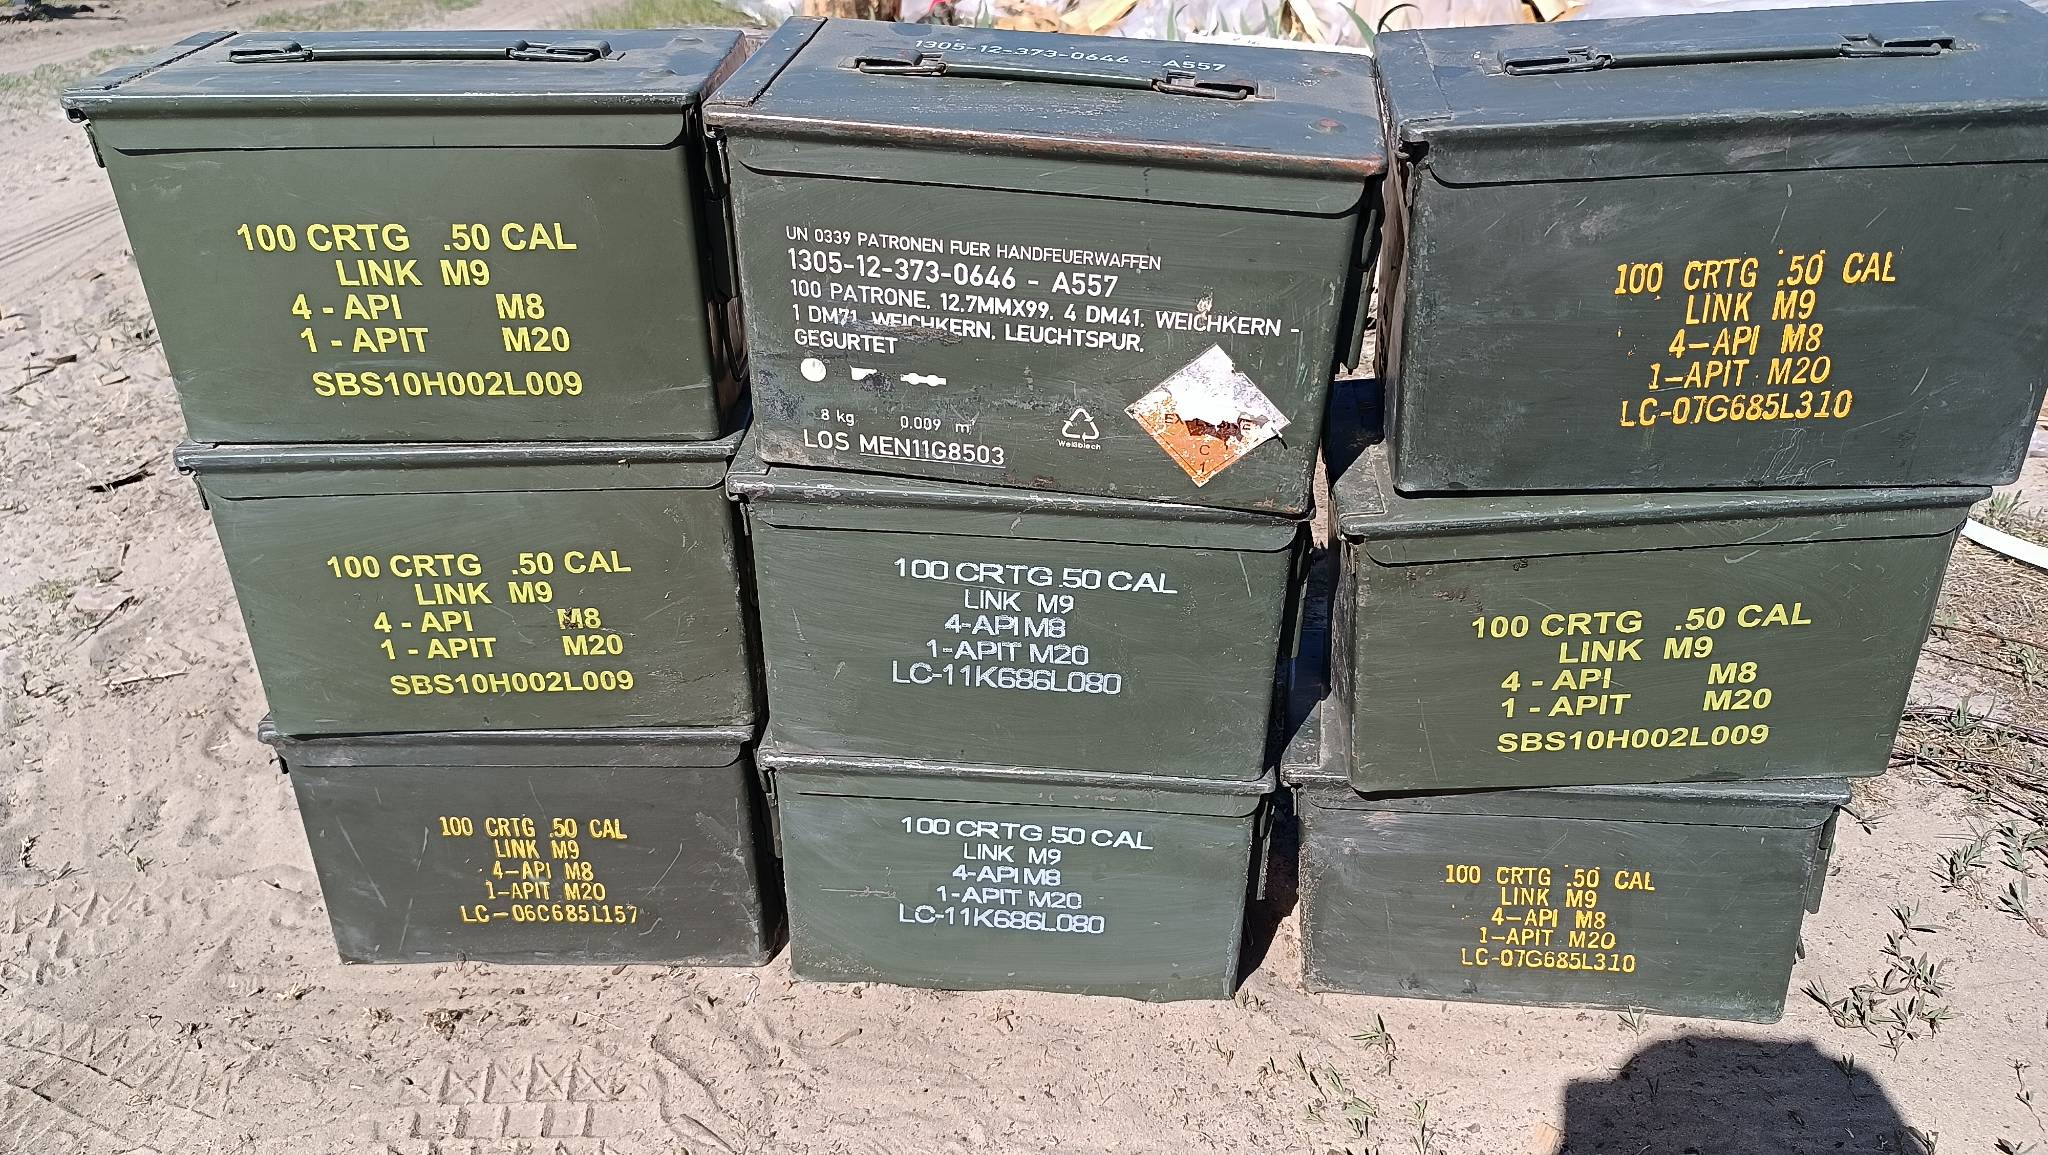 100 CRTG .50 CAL
LINK M9
4 - API M8
1 - APIT M20
SBS10H002L009
1305-12-373-0646 - A557
UN 0339 PATRONEN FUER HANDFEUERWAFFEN
1305-12-373-0646 - A557
100 PATRONE, 12.7MMX99, 4 DM41, WEICHKERN -
1 DM71, WEICHKERN, LEUCHTSPUR,
GEGURTET
8 kg 0.009 m³
LOS MEN11G8503
Weißblech
C
1
100 CRTG .50 CAL
LINK M9
4-API M8
1-APIT M20
LC-07G685L310
100 CRTG .50 CAL
LINK M9
4 - API M8
1 - APIT M20
SBS10H002L009
100 CRTG .50 CAL
LINK M9
4-API M8
1-APIT M20
LC-11K686L080
100 CRTG .50 CAL
LINK M9
4 - API M8
1 - APIT M20
SBS10H002L009
100 CRTG .50 CAL
LINK M9
4-API M8
1-APIT M20
LC-06C685L157
100 CRTG .50 CAL
LINK M9
4-API M8
1-APIT M20
LC-11K686L080
100 CRTG .50 CAL
LINK M9
4-API M8
1-APIT M20
LC-07G685L310